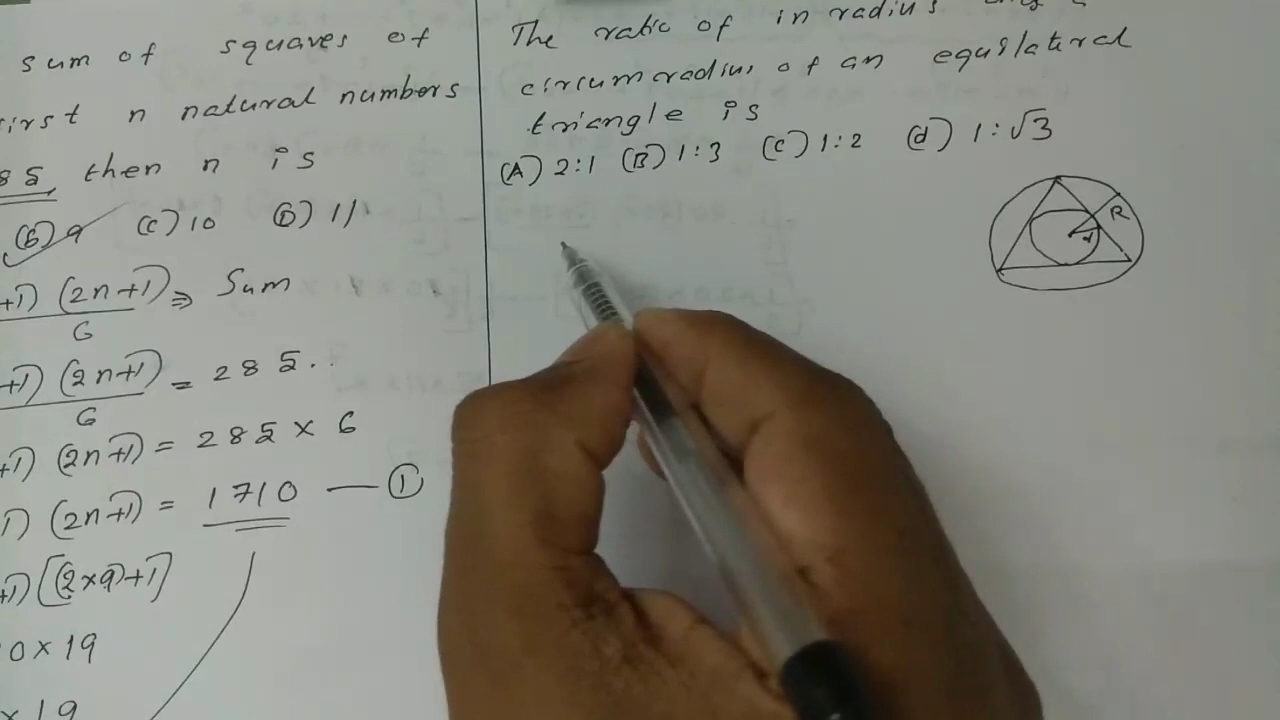 sum of squares of
first n natural numbers
85, then n is
(B) 9 (C) 10 (D) 11
+1) (2n+1) ⇒ Sum
6
+1) (2n+1) = 285..
6
+1) (2n+1) = 285 × 6
1) (2n+1) = 1710 — ①
+1) [(2×9)+1]
0 × 19
× 19
The ratio of in radius
circumradius of an equilateral
triangle is
(A) 2:1 (B) 1:3 (C) 1:2 (d) 1:√3
R
r